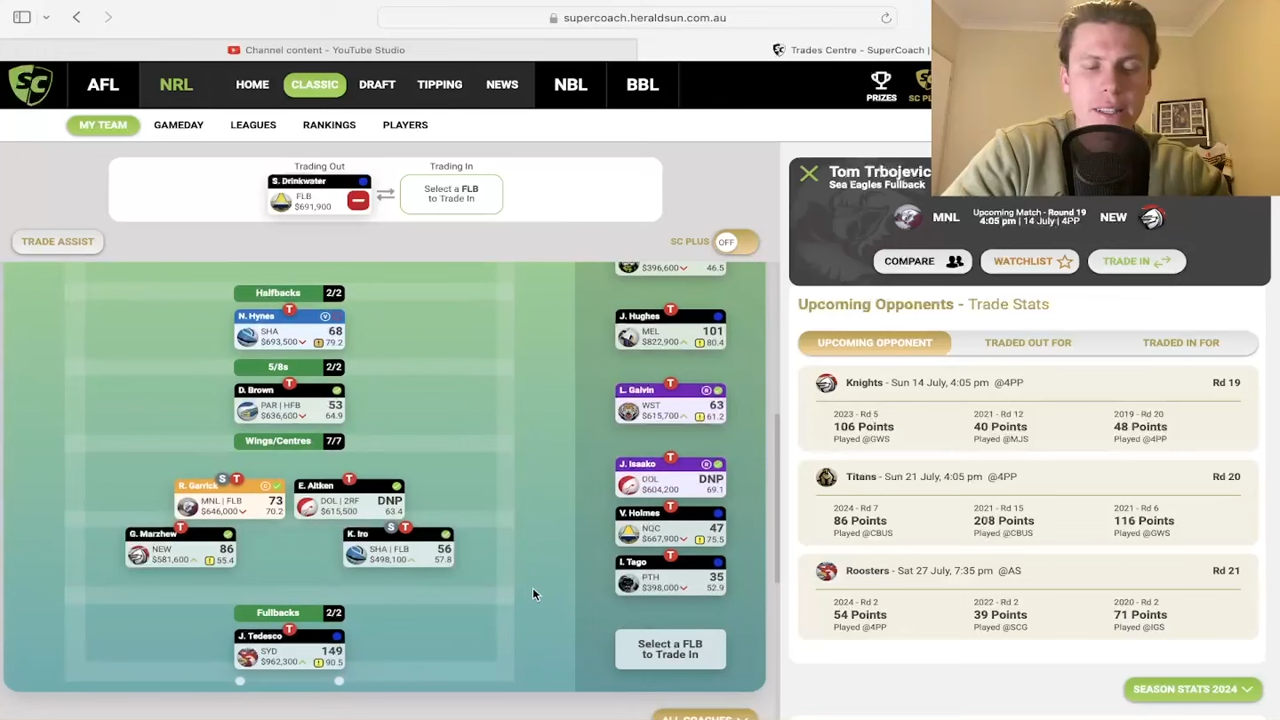 supercoach.heraldsun.com.au
Channel content - YouTube Studio
Trades Centre - SuperCoach
SC
AFL
NRL
HOME
CLASSIC
DRAFT
TIPPING
NEWS
NBL
BBL
PRIZES
MY TEAM
GAMEDAY
LEAGUES
RANKINGS
PLAYERS
Trading Out
Trading In
S. Drinkwater
FLB
$691,900
Select a FLB
to Trade In
TRADE ASSIST
SC PLUS
OFF
$396,600 46.5
Halfbacks 2/2
N. Hynes V T
SHA 68
$693,500 79.2
J. Hughes T
MEL 101
$822,900 80.4
5/8s 2/2
D. Brown T
PAR | HFB 53
$636,600 64.9
L. Galvin T R
WST 63
$615,700 61.2
Wings/Centres 7/7
R. Garrick S T
MNL | FLB 73
$646,000 70.2
E. Aitken T
DOL | 2RF DNP
$615,500 63.4
J. Isaako T R
DOL DNP
$604,200 69.1
G. Marzhew T
NEW 86
$581,600 55.4
K. Iro S T
SHA | FLB 56
$498,100 57.8
V. Holmes T
NQC 47
$667,900 75.5
I. Tago T
PTH 35
$398,000 52.9
Fullbacks 2/2
J. Tedesco T
SYD 149
$962,300 90.5
Select a FLB
to Trade In
Tom Trbojevic
Sea Eagles Fullback
MNL
Upcoming Match - Round 19
4:05 pm | 14 July | 4PP
NEW
COMPARE
WATCHLIST
TRADE IN
Upcoming Opponents - Trade Stats
UPCOMING OPPONENT
TRADED OUT FOR
TRADED IN FOR
Knights - Sun 14 July, 4:05 pm @4PP Rd 19
2023 - Rd 5 2021 - Rd 12 2019 - Rd 20
106 Points 40 Points 48 Points
Played @GWS Played @MJS Played @4PP
Titans - Sun 21 July, 4:05 pm @4PP Rd 20
2024 - Rd 7 2021 - Rd 15 2021 - Rd 6
86 Points 208 Points 116 Points
Played @CBUS Played @CBUS Played @GWS
Roosters - Sat 27 July, 7:35 pm @AS Rd 21
2024 - Rd 2 2022 - Rd 2 2020 - Rd 2
54 Points 39 Points 71 Points
Played @4PP Played @SCG Played @IGS
SEASON STATS 2024